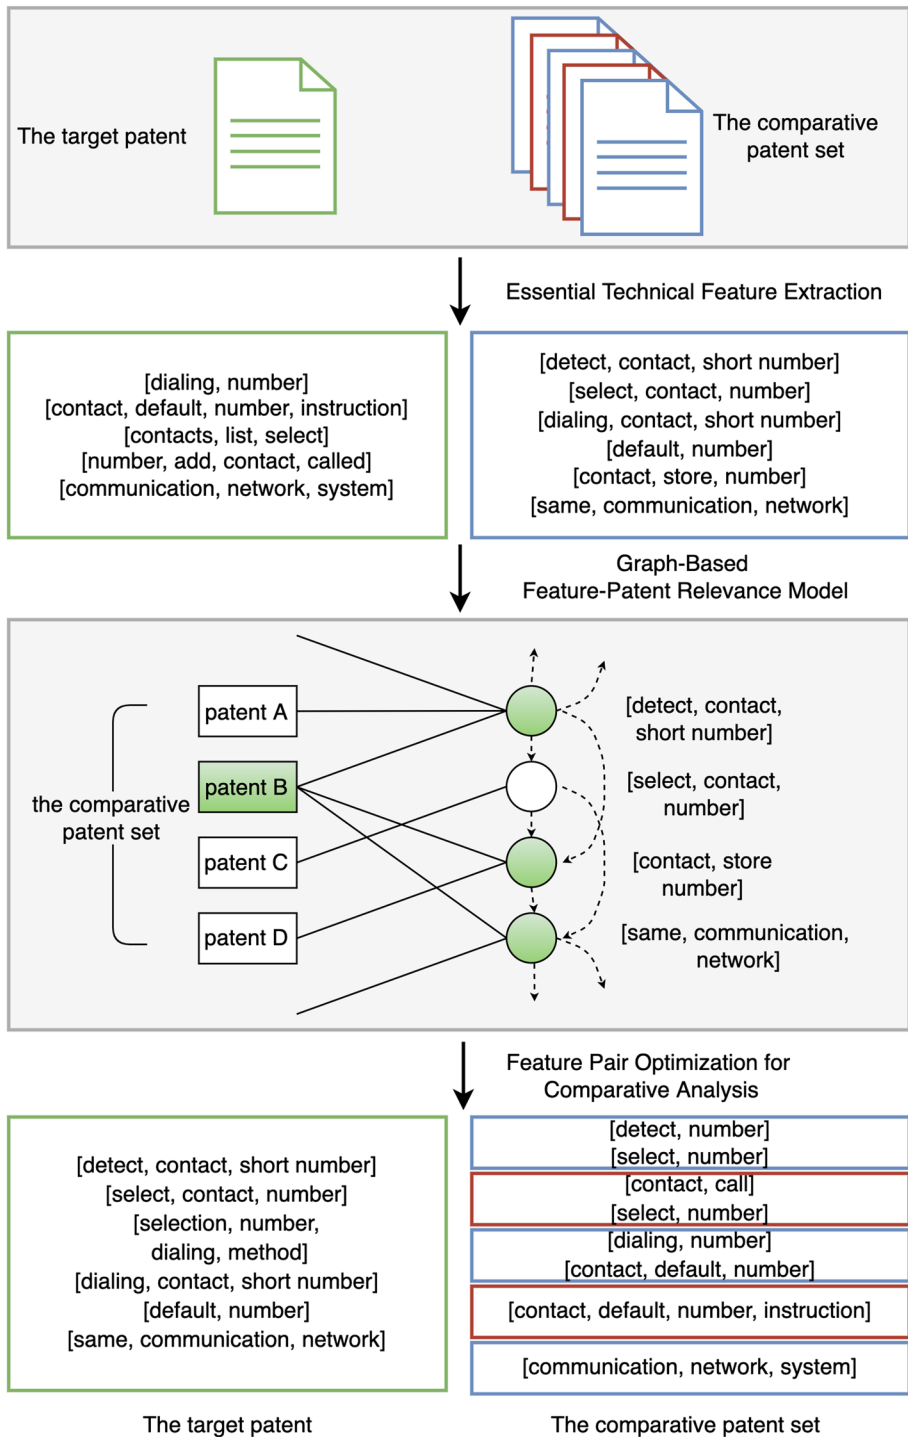 The target patent
The comparative
patent set
Essential Technical Feature Extraction
[dialing, number]
[contact, default, number, instruction]
[contacts, list, select]
[number, add, contact, called]
[communication, network, system]
[detect, contact, short number]
[select, contact, number]
[dialing, contact, short number]
[default, number]
[contact, store, number]
[same, communication, network]
Graph-Based
Feature-Patent Relevance Model
the comparative
patent set
patent A
patent B
patent C
patent D
[detect, contact,
short number]
[select, contact,
number]
[contact, store
number]
[same, communication,
network]
Feature Pair Optimization for
Comparative Analysis
[detect, contact, short number]
[select, contact, number]
[selection, number,
dialing, method]
[dialing, contact, short number]
[default, number]
[same, communication, network]
[detect, number]
[select, number]
[contact, call]
[select, number]
[dialing, number]
[contact, default, number]
[contact, default, number, instruction]
[communication, network, system]
The target patent
The comparative patent set